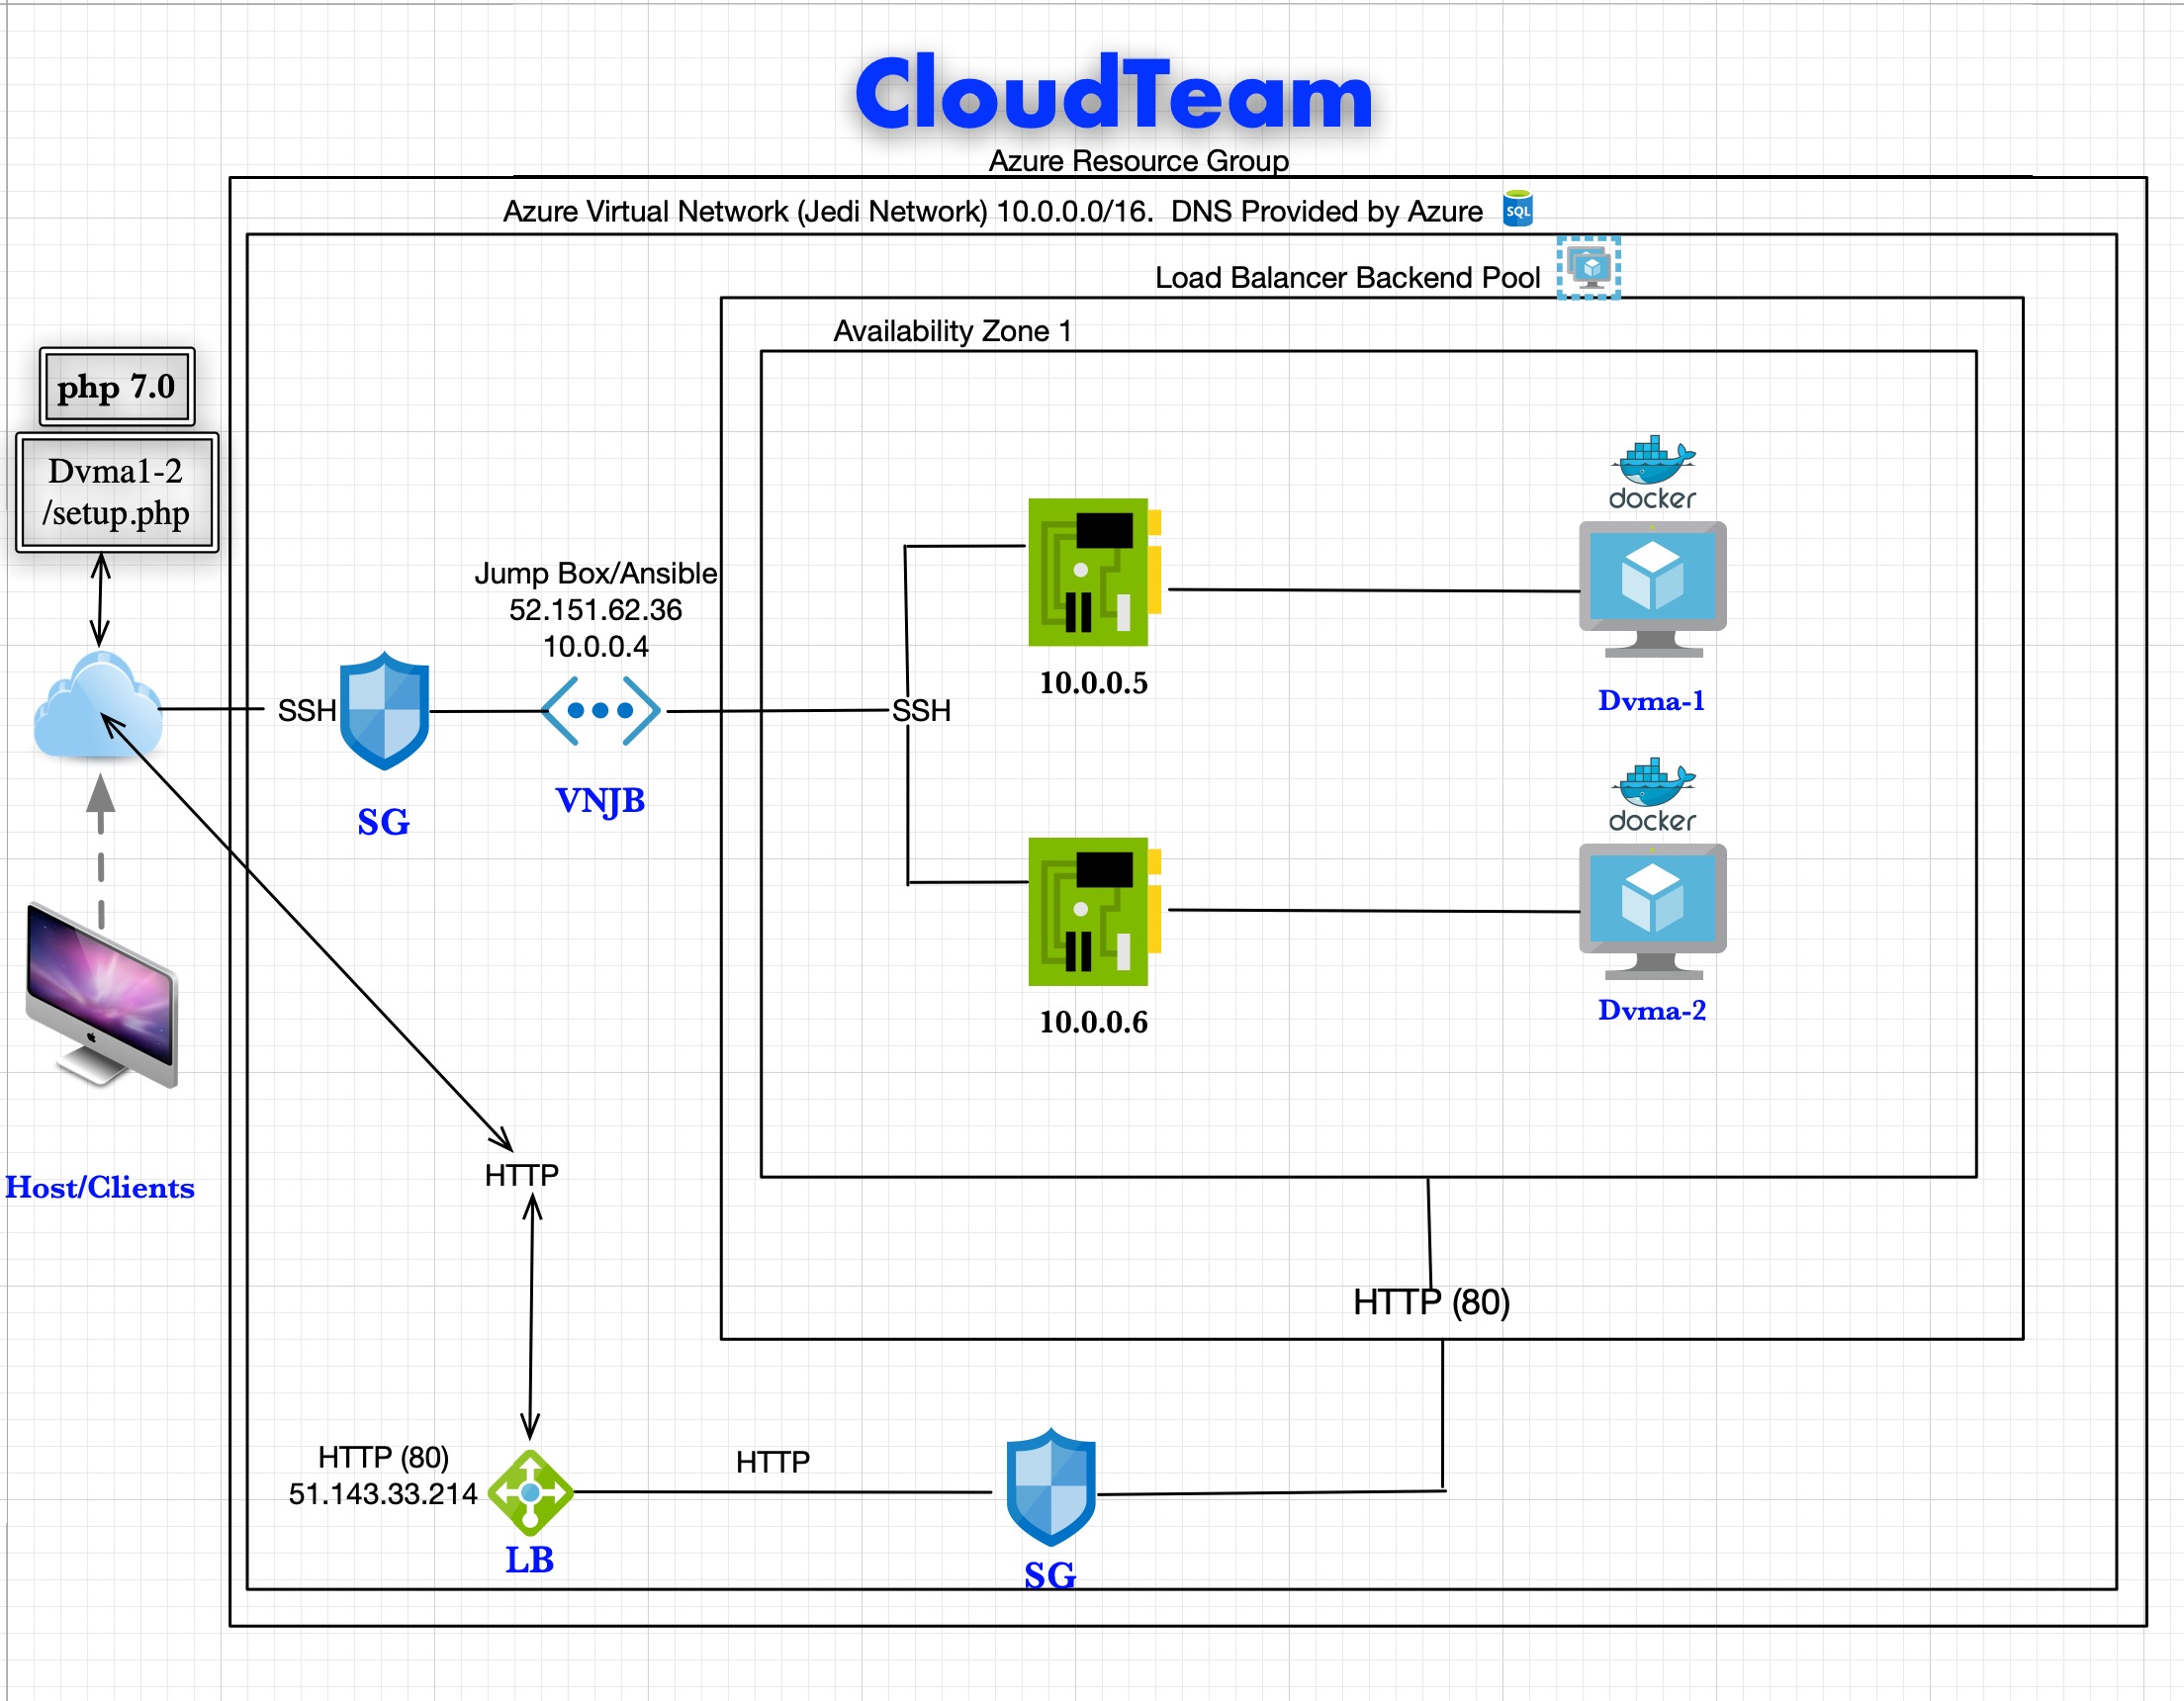 CloudTeam
Azure Resource Group
Azure Virtual Network (Jedi Network) 10.0.0.0/16.  DNS Provided by Azure
SQL
Load Balancer Backend Pool
Availability Zone 1
php 7.0
Dvma1-2
/setup.php
docker
Jump Box/Ansible
52.151.62.36
10.0.0.4
10.0.0.5
Dvma-1
SSH
SSH
VNJB
SG
docker
10.0.0.6
Dvma-2
Host/Clients
HTTP
HTTP (80)
HTTP (80)
51.143.33.214
HTTP
LB
SG